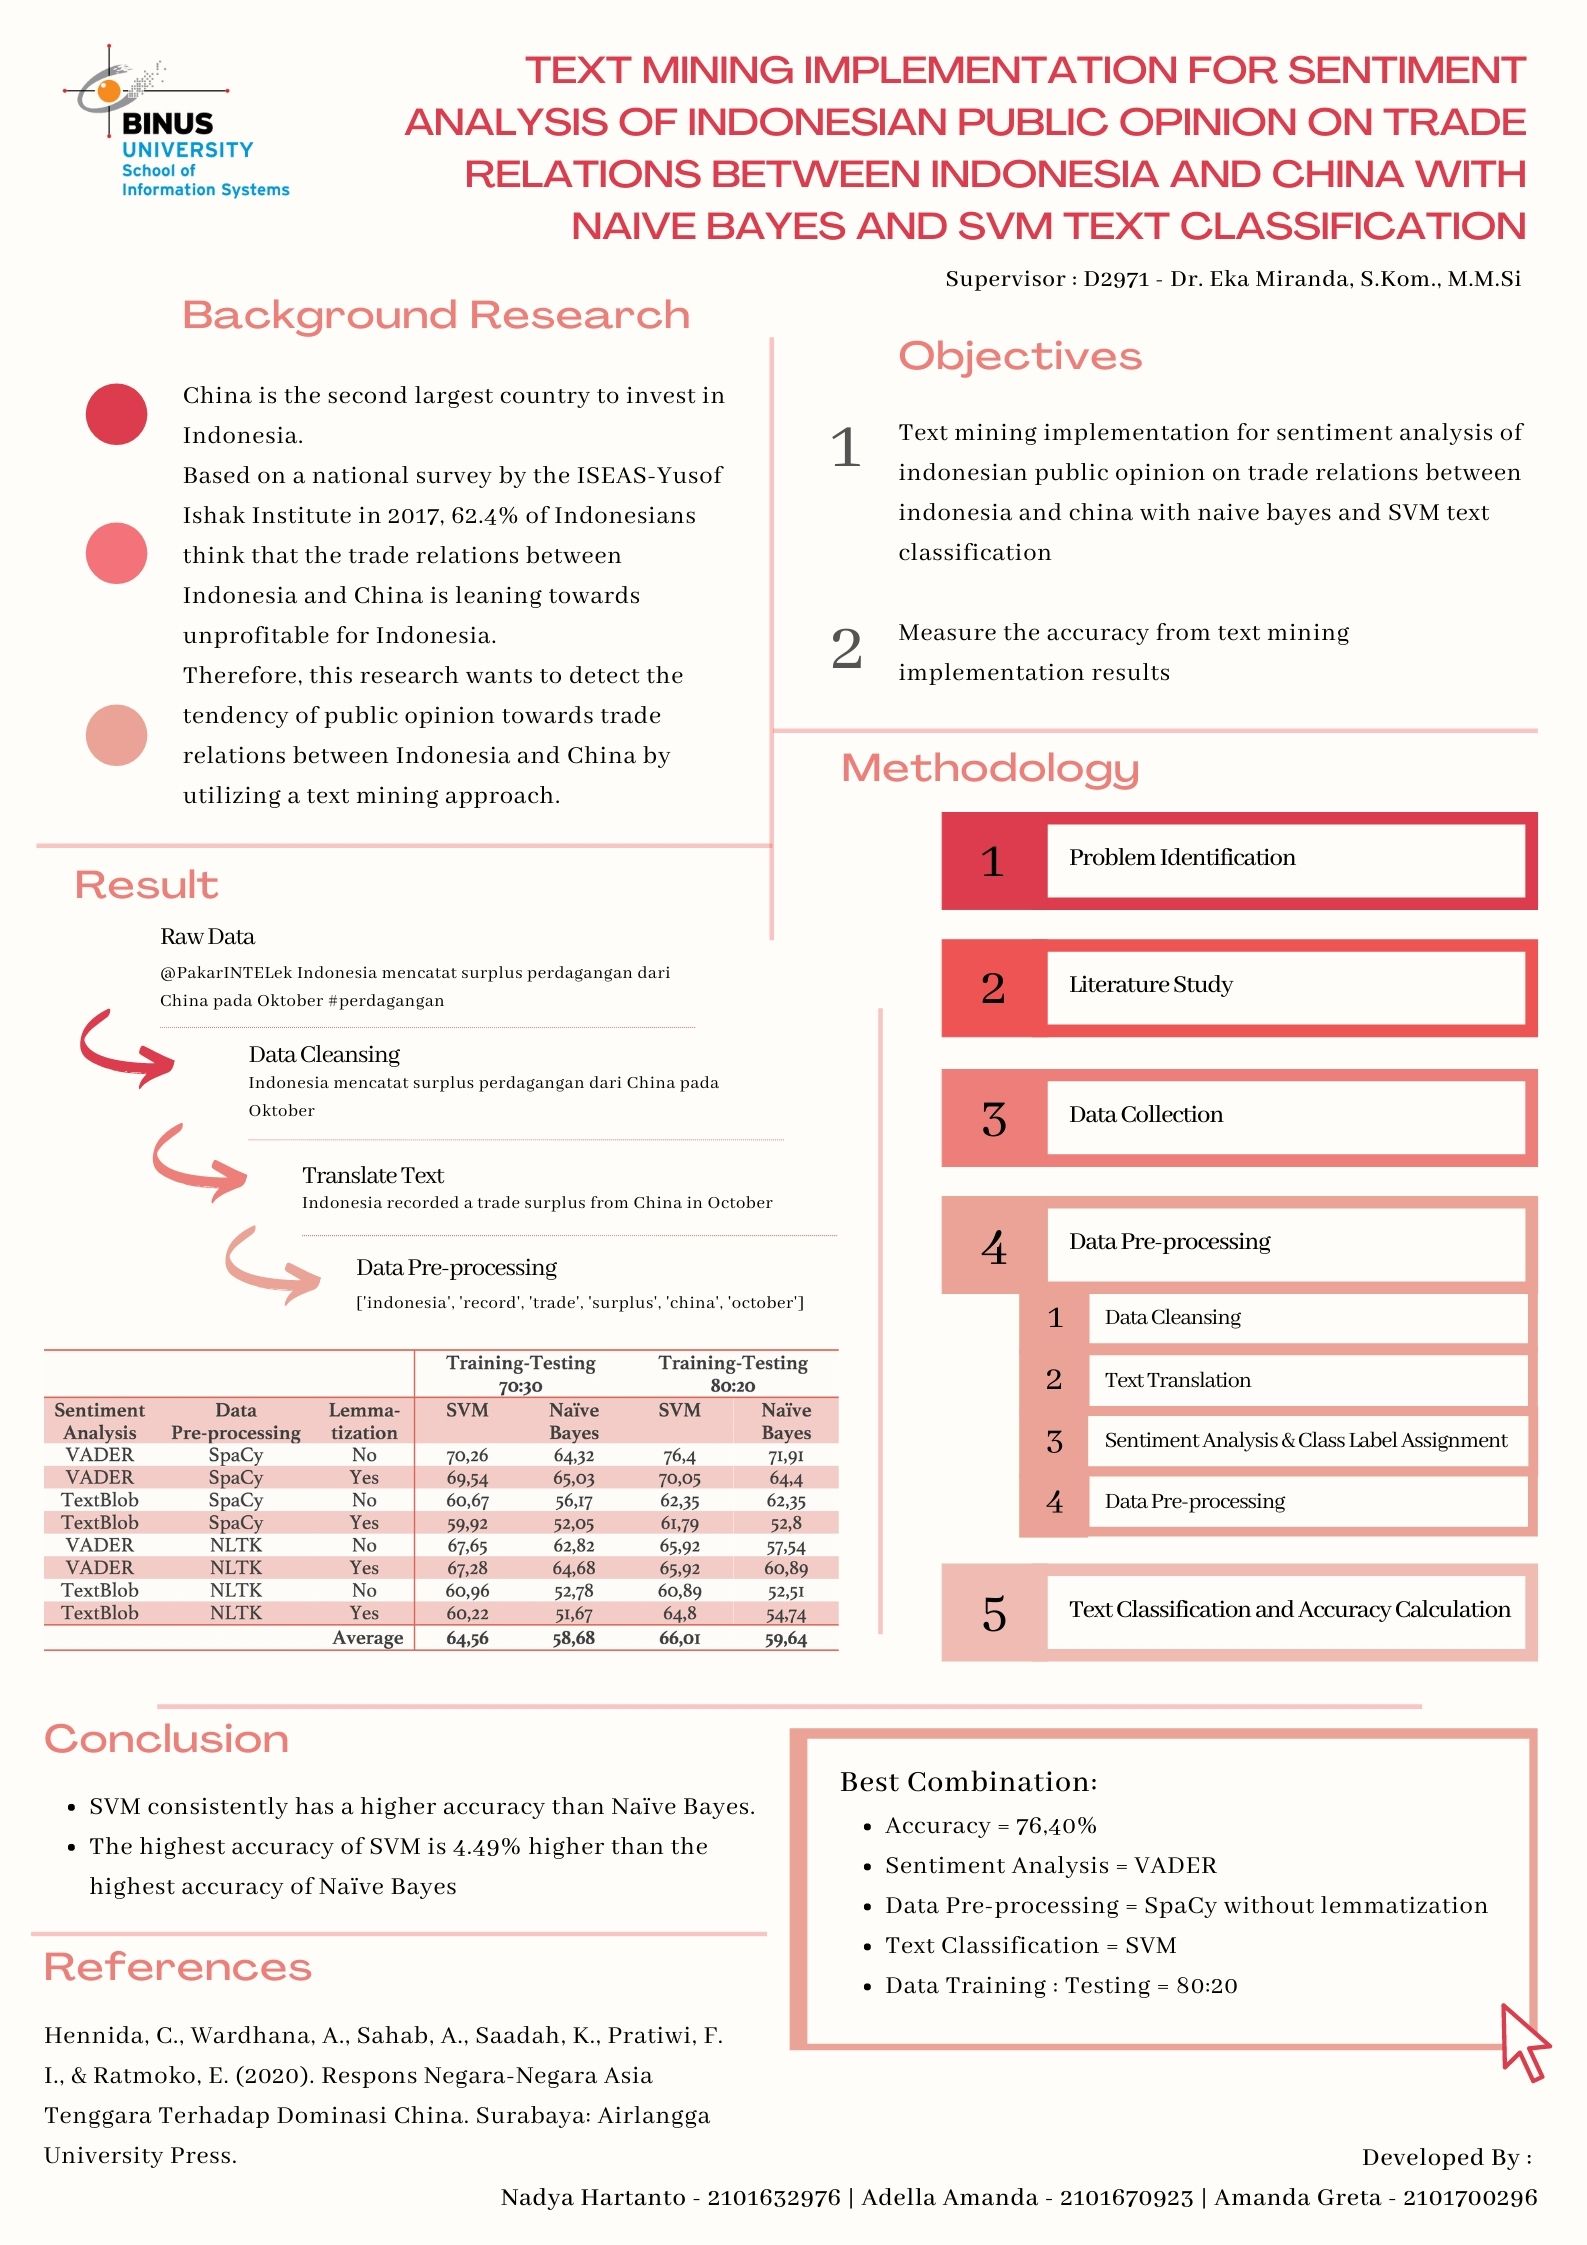 BINUS
UNIVERSITY
School of
Information Systems
TEXT MINING IMPLEMENTATION FOR SENTIMENT
ANALYSIS OF INDONESIAN PUBLIC OPINION ON TRADE
RELATIONS BETWEEN INDONESIA AND CHINA WITH
NAIVE BAYES AND SVM TEXT CLASSIFICATION
Supervisor : D2971 - Dr. Eka Miranda, S.Kom., M.M.Si
Background Research
China is the second largest country to invest in
Indonesia.
Based on a national survey by the ISEAS-Yusof
Ishak Institute in 2017, 62.4% of Indonesians
think that the trade relations between
Indonesia and China is leaning towards
unprofitable for Indonesia.
Therefore, this research wants to detect the
tendency of public opinion towards trade
relations between Indonesia and China by
utilizing a text mining approach.
Objectives
1 Text mining implementation for sentiment analysis of
indonesian public opinion on trade relations between
indonesia and china with naive bayes and SVM text
classification
2 Measure the accuracy from text mining
implementation results
Methodology
1 Problem Identification
2 Literature Study
3 Data Collection
4 Data Pre-processing
1 Data Cleansing
2 Text Translation
3 Sentiment Analysis & Class Label Assignment
4 Data Pre-processing
5 Text Classification and Accuracy Calculation
Result
Raw Data
@PakarINTELek Indonesia mencatat surplus perdagangan dari
China pada Oktober #perdagangan
Data Cleansing
Indonesia mencatat surplus perdagangan dari China pada
Oktober
Translate Text
Indonesia recorded a trade surplus from China in October
Data Pre-processing
['indonesia', 'record', 'trade', 'surplus', 'china', 'october']
Training-Testing Training-Testing
70:30 80:20
Sentiment Data Lemma- SVM Naïve SVM Naïve
Analysis Pre-processing tization Bayes Bayes
VADER SpaCy No 70,26 64,32 76,4 71,91
VADER SpaCy Yes 69,54 65,03 70,05 64,4
TextBlob SpaCy No 60,67 56,17 62,35 62,35
TextBlob SpaCy Yes 59,92 52,05 61,79 52,8
VADER NLTK No 67,65 62,82 65,92 57,54
VADER NLTK Yes 67,28 64,68 65,92 60,89
TextBlob NLTK No 60,96 52,78 60,89 52,51
TextBlob NLTK Yes 60,22 51,67 64,8 54,74
Average 64,56 58,68 66,01 59,64
Conclusion
• SVM consistently has a higher accuracy than Naïve Bayes.
• The highest accuracy of SVM is 4.49% higher than the
highest accuracy of Naïve Bayes
Best Combination:
• Accuracy = 76,40%
• Sentiment Analysis = VADER
• Data Pre-processing = SpaCy without lemmatization
• Text Classification = SVM
• Data Training : Testing = 80:20
References
Hennida, C., Wardhana, A., Sahab, A., Saadah, K., Pratiwi, F.
I., & Ratmoko, E. (2020). Respons Negara-Negara Asia
Tenggara Terhadap Dominasi China. Surabaya: Airlangga
University Press.
Developed By :
Nadya Hartanto - 2101632976 | Adella Amanda - 2101670923 | Amanda Greta - 2101700296